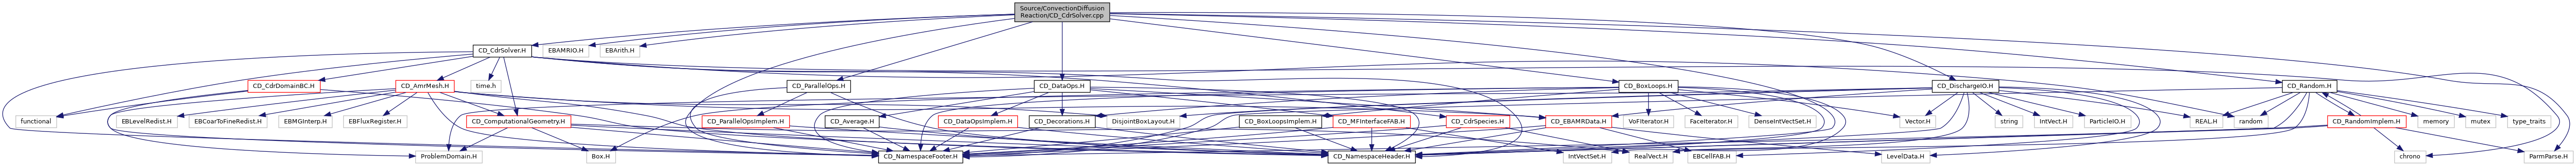 Source/ConvectionDiffusion
Reaction/CD_CdrSolver.cpp
CD_CdrSolver.H
EBAMRIO.H
EBArith.H
CD_CdrDomainBC.H
CD_AmrMesh.H
time.h
CD_ParallelOps.H
CD_DataOps.H
CD_BoxLoops.H
CD_DischargeIO.H
CD_Random.H
functional
EBLevelRedist.H
EBCoarToFineRedist.H
EBMGInterp.H
EBFluxRegister.H
CD_ComputationalGeometry.H
CD_ParallelOpsImplem.H
DisjointBoxLayout.H
CD_Average.H
CD_DataOpsImplem.H
CD_Decorations.H
CD_BoxLoopsImplem.H
CD_MFInterfaceFAB.H
CD_CdrSpecies.H
CD_EBAMRData.H
VoFIterator.H
FaceIterator.H
DenseIntVectSet.H
Vector.H
string
IntVect.H
ParticleIO.H
REAL.H
random
CD_RandomImplem.H
memory
mutex
type_traits
ProblemDomain.H
Box.H
CD_NamespaceFooter.H
CD_NamespaceHeader.H
IntVectSet.H
RealVect.H
EBCellFAB.H
LevelData.H
chrono
ParmParse.H